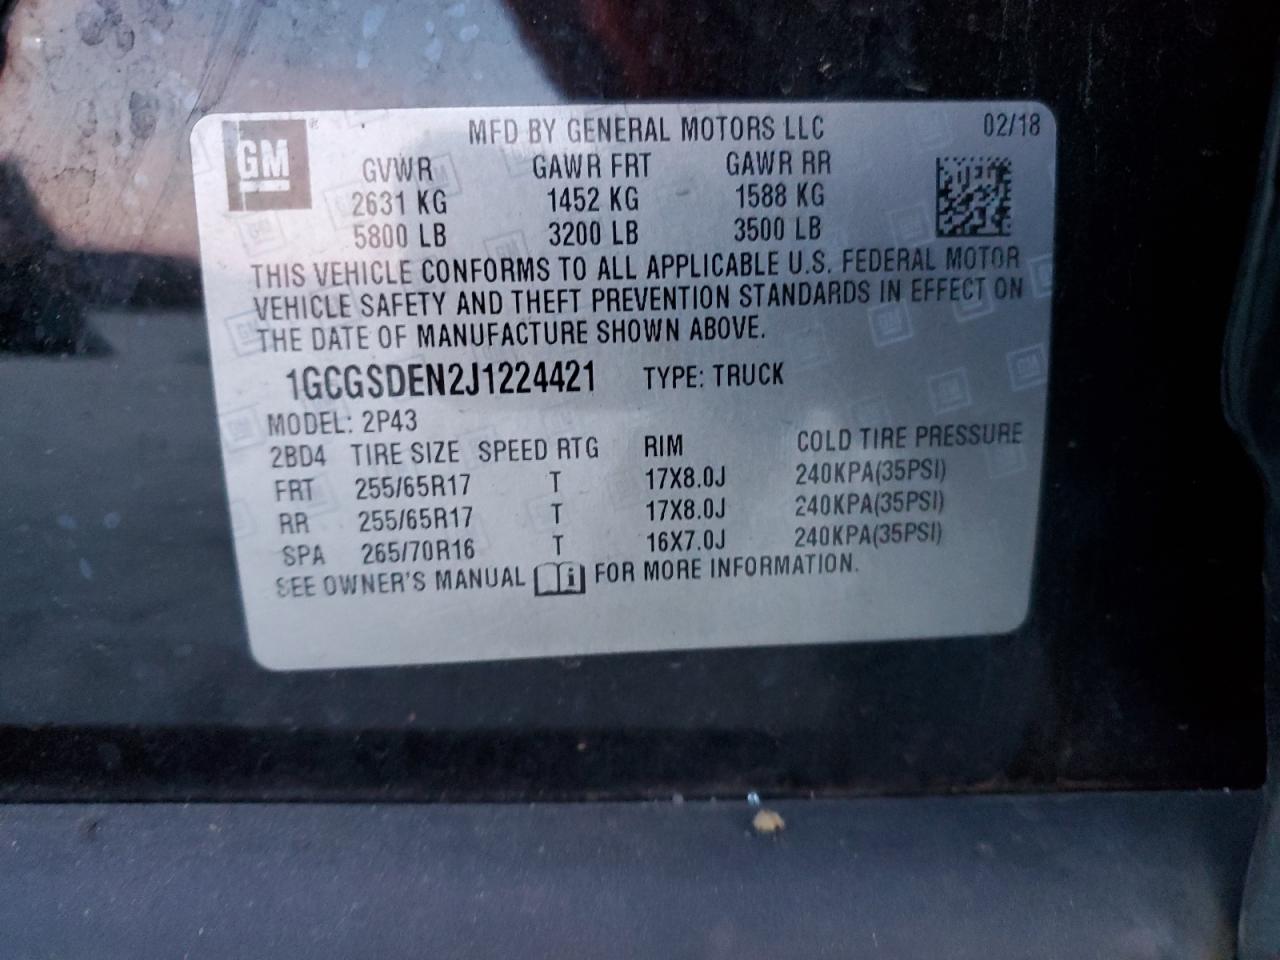 GM ® MFD BY GENERAL MOTORS LLC 02/18
GVWR GAWR FRT GAWR RR
2631 KG 1452 KG 1588 KG
5800 LB 3200 LB 3500 LB
THIS VEHICLE CONFORMS TO ALL APPLICABLE U.S. FEDERAL MOTOR
VEHICLE SAFETY AND THEFT PREVENTION STANDARDS IN EFFECT ON
THE DATE OF MANUFACTURE SHOWN ABOVE.
1GCGSDEN2J1224421 TYPE: TRUCK
MODEL: 2P43
2BD4 TIRE SIZE SPEED RTG RIM COLD TIRE PRESSURE
FRT 255/65R17 T 17X8.0J 240KPA(35PSI)
RR 255/65R17 T 17X8.0J 240KPA(35PSI)
SPA 265/70R16 T 16X7.0J 240KPA(35PSI)
SEE OWNER'S MANUAL i FOR MORE INFORMATION.